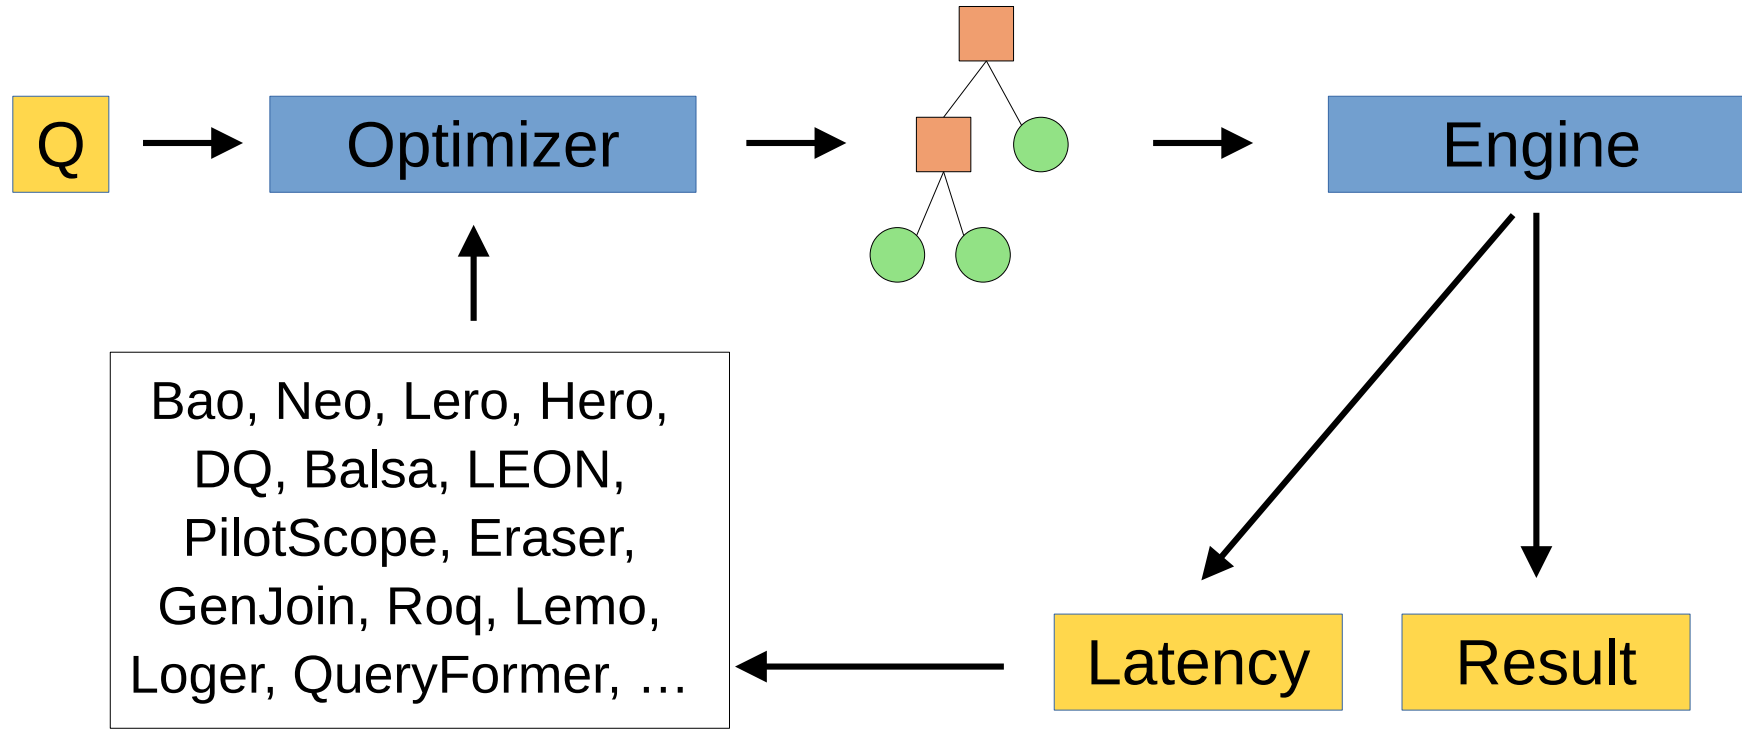 Q
Optimizer
Engine
Bao, Neo, Lero, Hero,
DQ, Balsa, LEON,
PilotScope, Eraser,
GenJoin, Roq, Lemo,
Loger, QueryFormer, …
Latency
Result